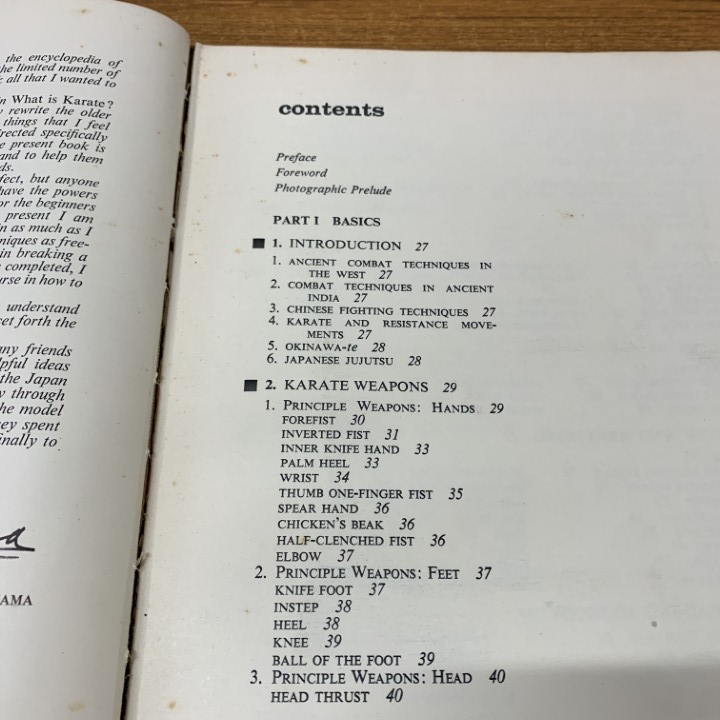 the encyclopedia of
the limited number of
all that I wanted to
in What is Karate?
rewrite the older
things that I feel
directed specifically
present book is
and to help them
ds.
fect, but anyone
have the powers
or the beginners
present I am
in as much as I
niques as free-
in breaking a
completed, I
urse in how to
understand
set forth the
any friends
pful ideas
the Japan
through
he model
ey spent
inally to
AMA
contents
Preface
Foreword
Photographic Prelude
PART I BASICS
1. INTRODUCTION 27
1. ANCIENT COMBAT TECHNIQUES IN
THE WEST 27
2. COMBAT TECHNIQUES IN ANCIENT
INDIA 27
3. CHINESE FIGHTING TECHNIQUES 27
4. KARATE AND RESISTANCE MOVE-
MENTS 27
5. OKINAWA-te 28
6. JAPANESE JUJUTSU 28
2. KARATE WEAPONS 29
1. PRINCIPLE WEAPONS: HANDS 29
FOREFIST 30
INVERTED FIST 31
INNER KNIFE HAND 33
PALM HEEL 33
WRIST 34
THUMB ONE-FINGER FIST 35
SPEAR HAND 36
CHICKEN'S BEAK 36
HALF-CLENCHED FIST 36
ELBOW 37
2. PRINCIPLE WEAPONS: FEET 37
KNIFE FOOT 37
INSTEP 38
HEEL 38
KNEE 39
BALL OF THE FOOT 39
3. PRINCIPLE WEAPONS: HEAD 40
HEAD THRUST 40